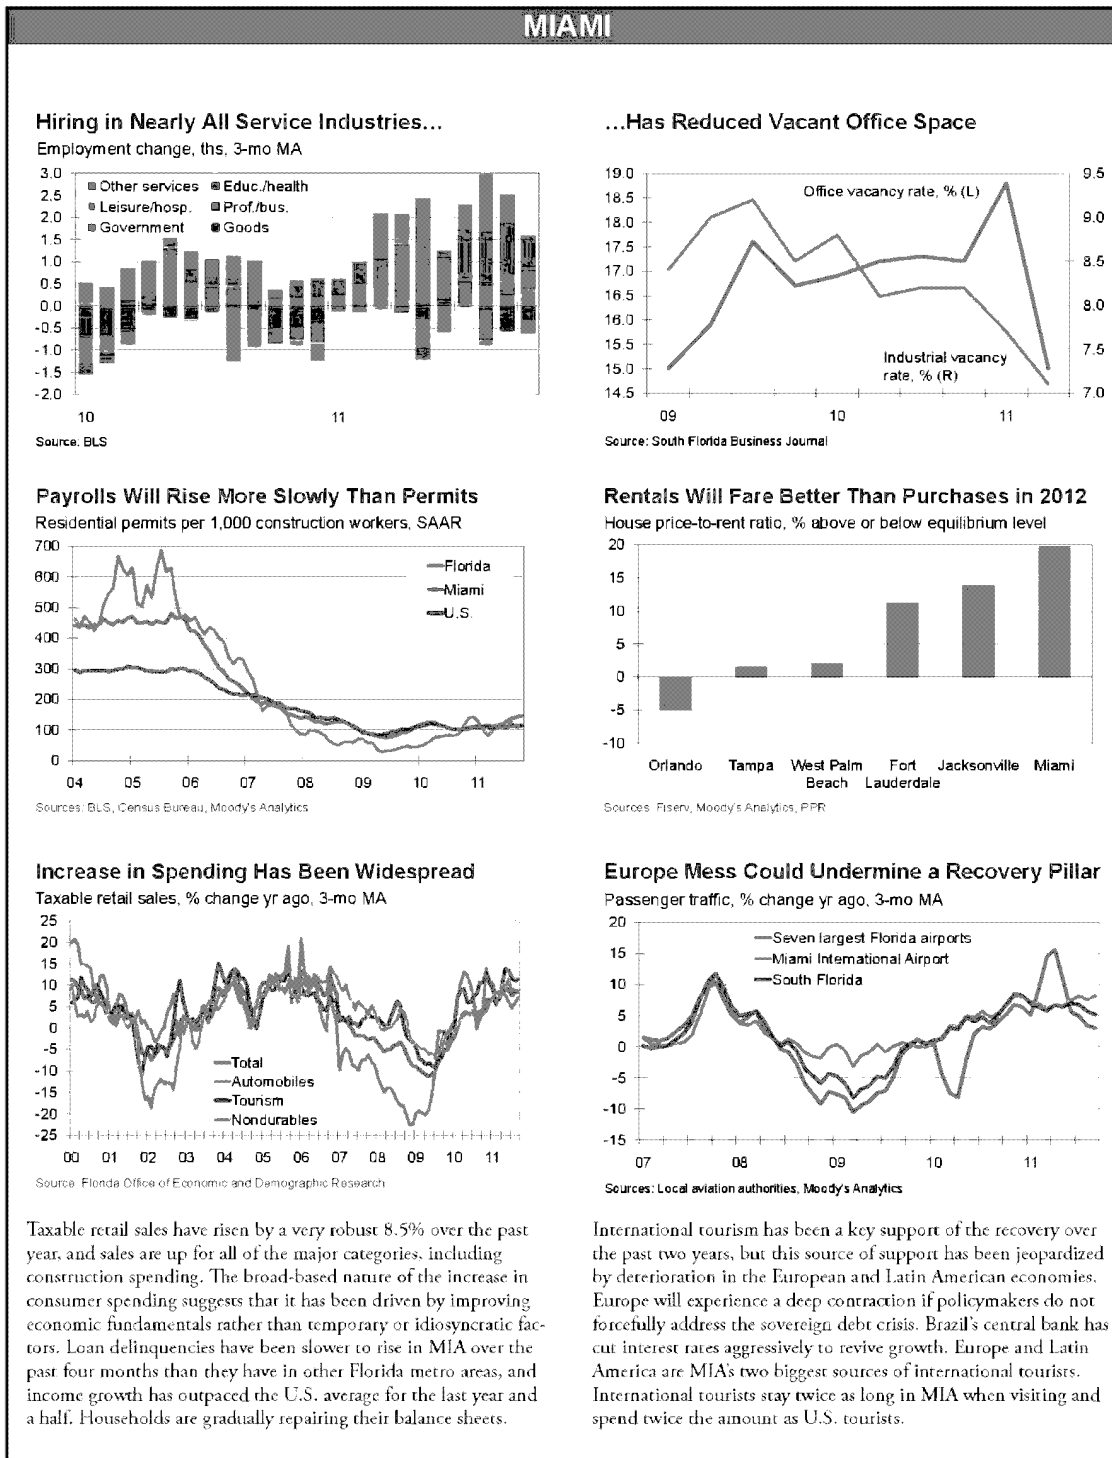 MIAMI
Hiring in Nearly All Service Industries...
Employment change, ths, 3-mo MA
3.0
2.5
2.0
1.5
1.0
0.5
0.0
-0.5
-1.0
-1.5
-2.0
Other services
Educ./health
Leisure/hosp.
Prof./bus.
Government
Goods
10
11
Source: BLS
...Has Reduced Vacant Office Space
19.0
18.5
18.0
17.5
17.0
16.5
16.0
15.5
15.0
14.5
Office vacancy rate, % (L)
Industrial vacancy
rate, % (R)
9.5
9.0
8.5
8.0
7.5
7.0
09
10
11
Source: South Florida Business Journal
Payrolls Will Rise More Slowly Than Permits
Residential permits per 1,000 construction workers, SAAR
700
600
500
400
300
200
100
0
Florida
Miami
U.S.
04
05
06
07
08
09
10
11
Sources: BLS, Census Bureau, Moody's Analytics
Rentals Will Fare Better Than Purchases in 2012
House price-to-rent ratio, % above or below equilibrium level
20
15
10
5
0
-5
-10
Orlando
Tampa
West Palm
Beach
Fort
Lauderdale
Jacksonville
Miami
Sources: Fiserv, Moody's Analytics, PPR
Increase in Spending Has Been Widespread
Taxable retail sales, % change yr ago, 3-mo MA
25
20
15
10
5
0
-5
-10
-15
-20
-25
Total
Automobiles
Tourism
Nondurables
00
01
02
03
04
05
06
07
08
09
10
11
Source: Florida Office of Economic and Demographic Research
Europe Mess Could Undermine a Recovery Pillar
Passenger traffic, % change yr ago, 3-mo MA
20
15
10
5
0
-5
-10
-15
Seven largest Florida airports
Miami International Airport
South Florida
07
08
09
10
11
Sources: Local aviation authorities, Moody's Analytics
Taxable retail sales have risen by a very robust 8.5% over the past
year, and sales are up for all of the major categories, including
construction spending. The broad-based nature of the increase in
consumer spending suggests that it has been driven by improving
economic fundamentals rather than temporary or idiosyncratic fac-
tors. Loan delinquencies have been slower to rise in MIA over the
past four months than they have in other Florida metro areas, and
income growth has outpaced the U.S. average for the last year and
a half. Households are gradually repairing their balance sheets.
International tourism has been a key support of the recovery over
the past two years, but this source of support has been jeopardized
by deterioration in the European and Latin American economies.
Europe will experience a deep contraction if policymakers do not
forcefully address the sovereign debt crisis. Brazil's central bank has
cut interest rates aggressively to revive growth. Europe and Latin
America are MIA's two biggest sources of international tourists.
International tourists stay twice as long in MIA when visiting and
spend twice the amount as U.S. tourists.